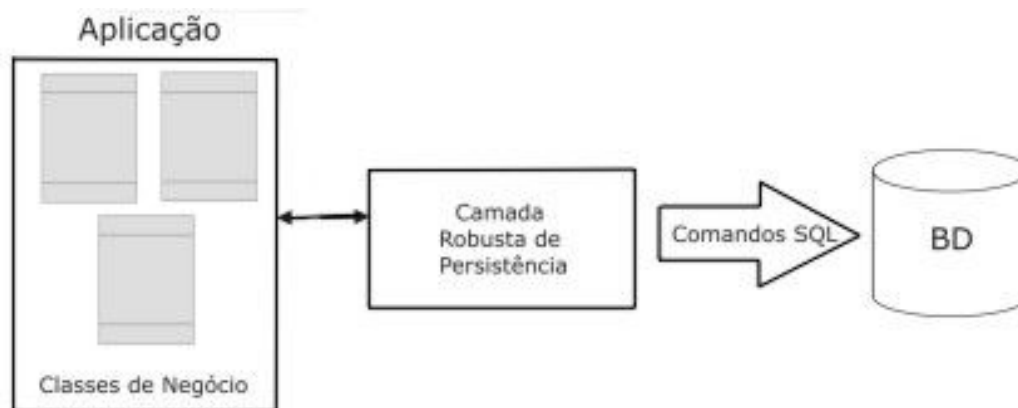 Aplicação
Classes de Negócio
Camada
Robusta de
Persistência
Comandos SQL
BD